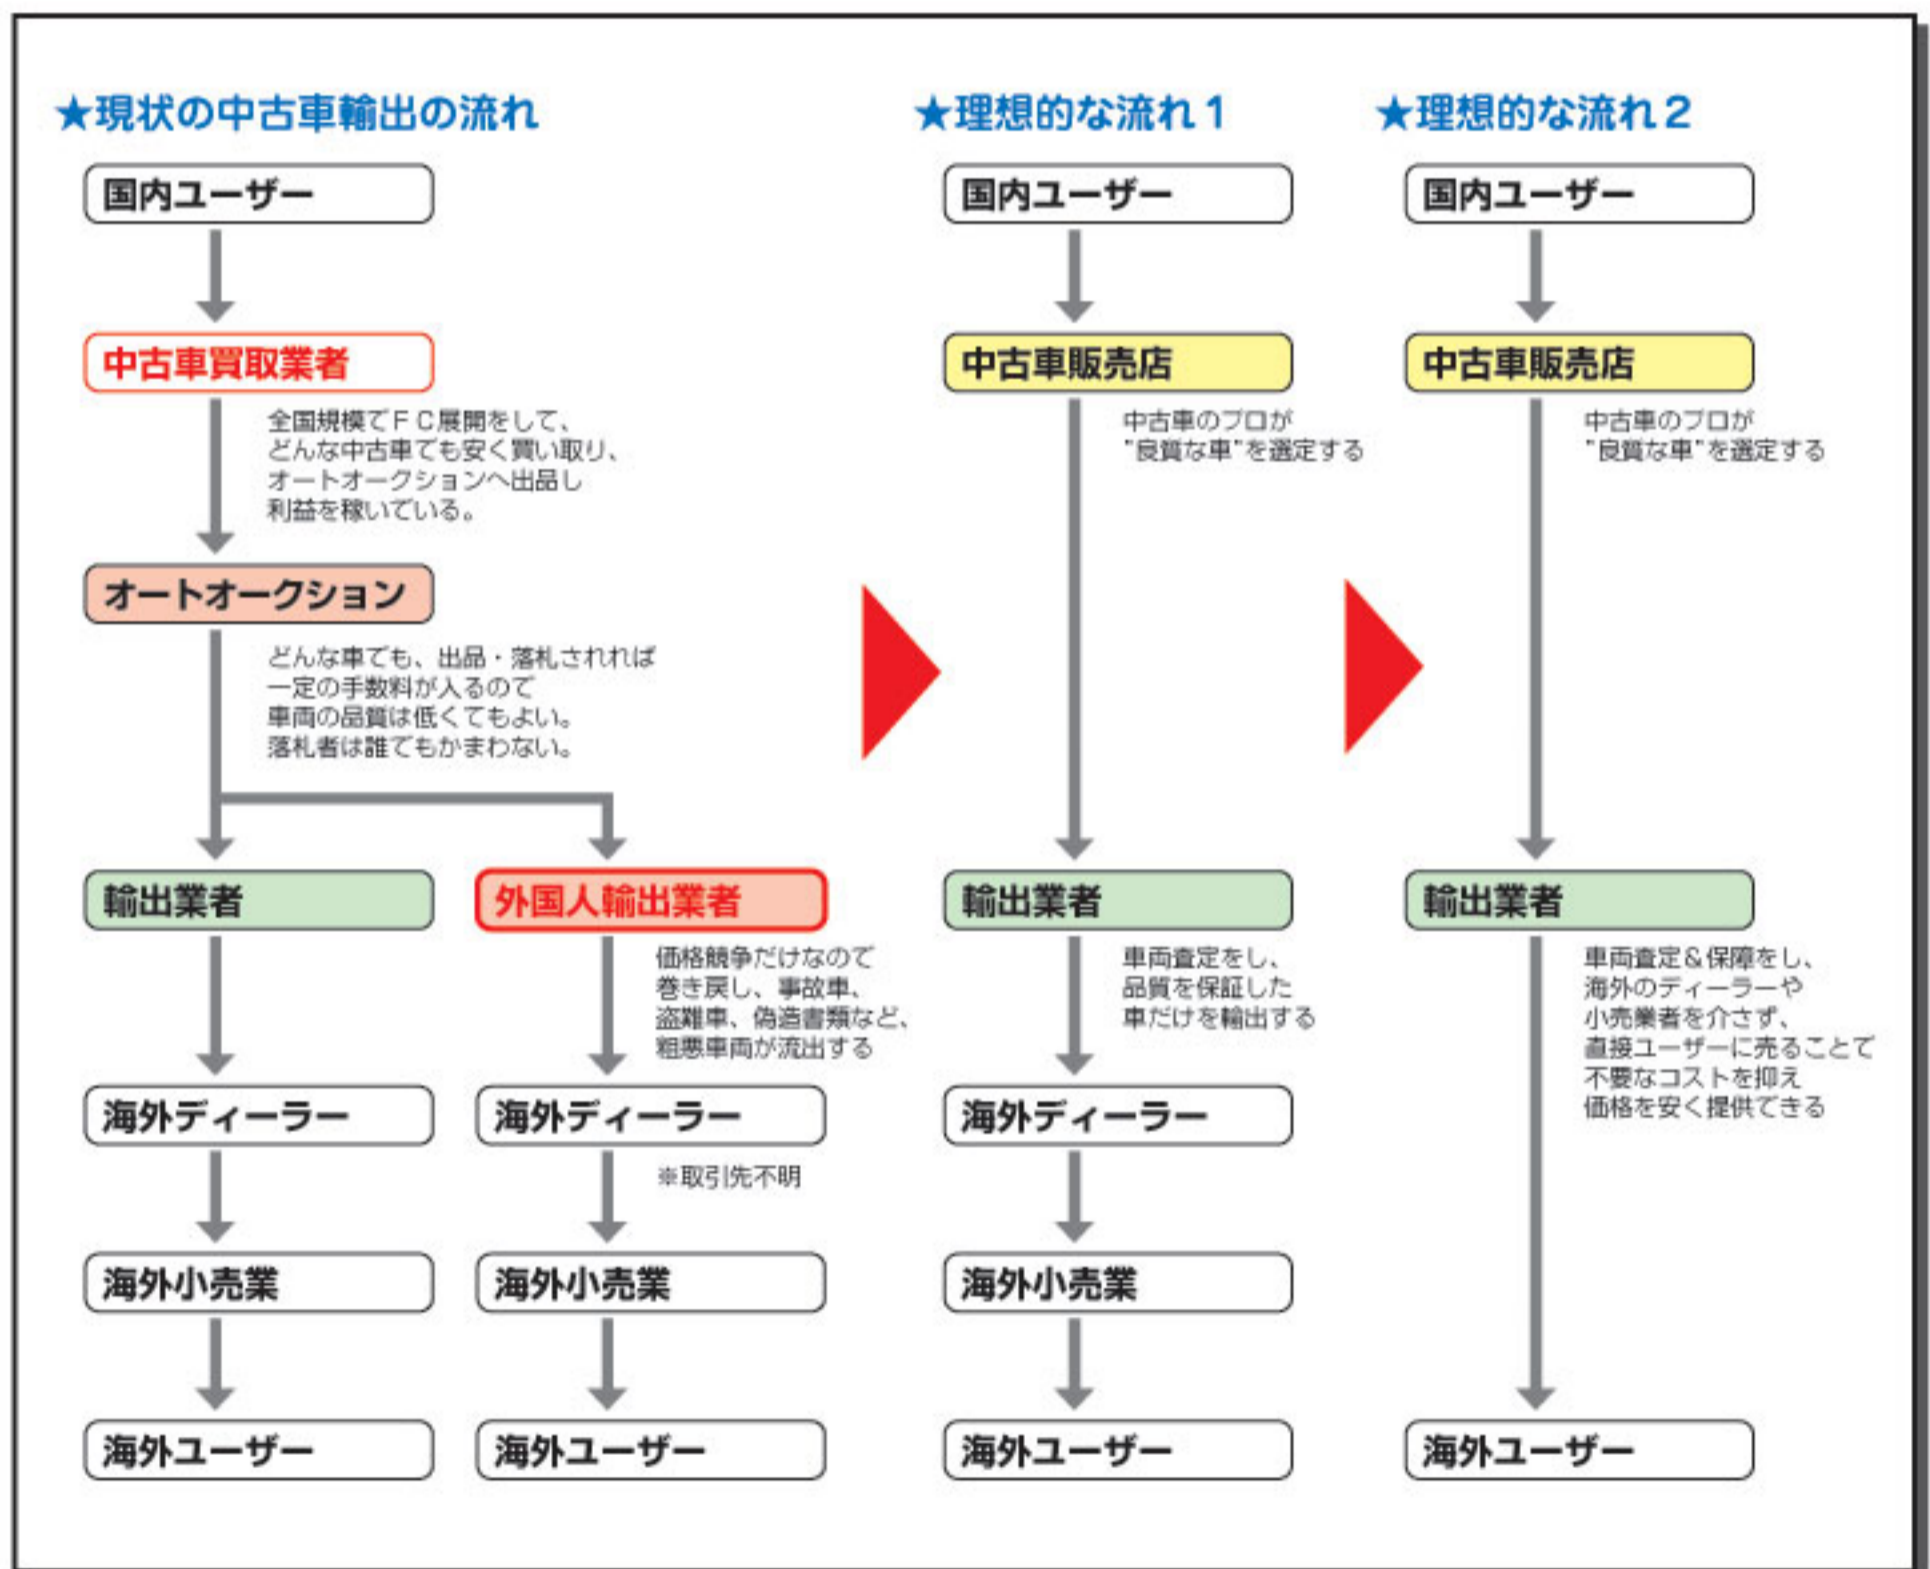 ★現状の中古車輸出の流れ
国内ユーザー
中古車買取業者
全国規模でＦＣ展開をして、
どんな中古車でも安く買い取り、
オートオークションへ出品し
利益を稼いでいる。
オートオークション
どんな車でも、出品・落札されれば
一定の手数料が入るので
車両の品質は低くてもよい。
落札者は誰でもかまわない。
輸出業者
海外ディーラー
海外小売業
海外ユーザー
外国人輸出業者
価格競争だけなので
巻き戻し、事故車、
盗難車、偽造書類など、
粗悪車両が流出する
海外ディーラー
※取引先不明
海外小売業
海外ユーザー
★理想的な流れ１
国内ユーザー
中古車販売店
中古車のプロが
“良質な車”を選定する
輸出業者
車両査定をし、
品質を保証した
車だけを輸出する
海外ディーラー
海外小売業
海外ユーザー
★理想的な流れ２
国内ユーザー
中古車販売店
中古車のプロが
“良質な車”を選定する
輸出業者
車両査定＆保障をし、
海外のディーラーや
小売業者を介さず、
直接ユーザーに売ることで
不要なコストを抑え
価格を安く提供できる
海外ユーザー